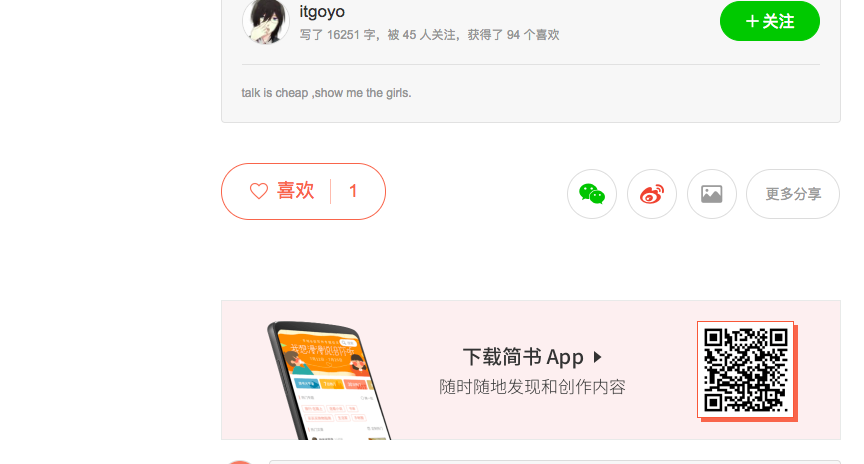 itgoyo
写了 16251 字，被 45 人关注，获得了 94 个喜欢
+ 关注
talk is cheap ,show me the girls.
喜欢 1
更多分享
下载简书 App
随时随地发现和创作内容